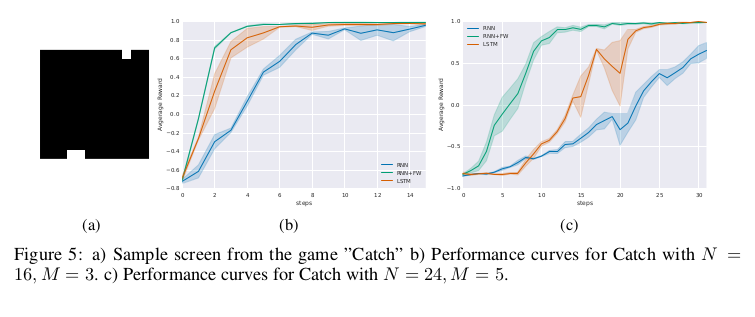 1.0
0.8
0.6
0.4
0.2
0.0
−0.2
−0.4
−0.6
−0.8
Avgerage Reward
0 2 4 6 8 10 12 14
steps
RNN
RNN+FW
LSTM
1.0
0.5
0.0
−0.5
−1.0
Avgerage Reward
0 5 10 15 20 25 30
steps
RNN
RNN+FW
LSTM
(a) (b) (c)
Figure 5: a) Sample screen from the game ”Catch” b) Performance curves for Catch with N =
16, M = 3. c) Performance curves for Catch with N = 24, M = 5.